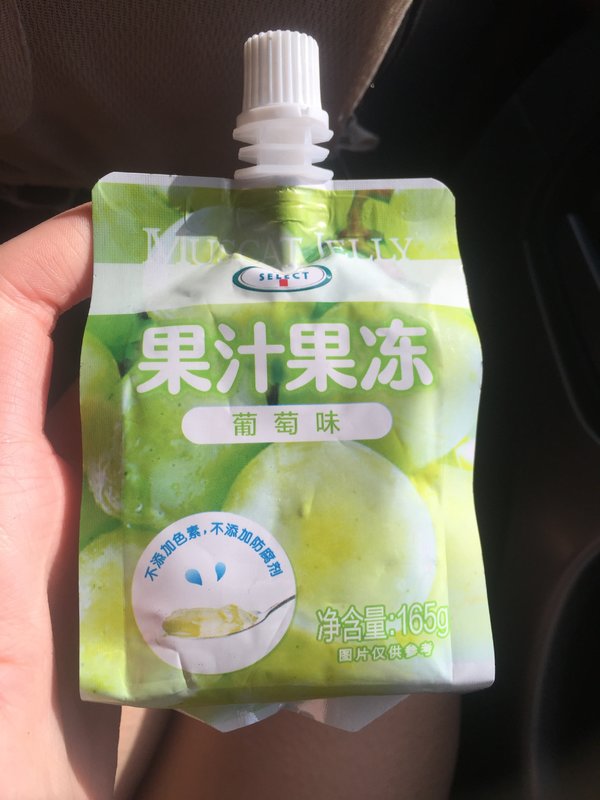 MUSCAT JELLY
SELECT
果汁果冻
葡萄味
不添加色素,不添加防腐剂
净含量:165g
图片仅供参考